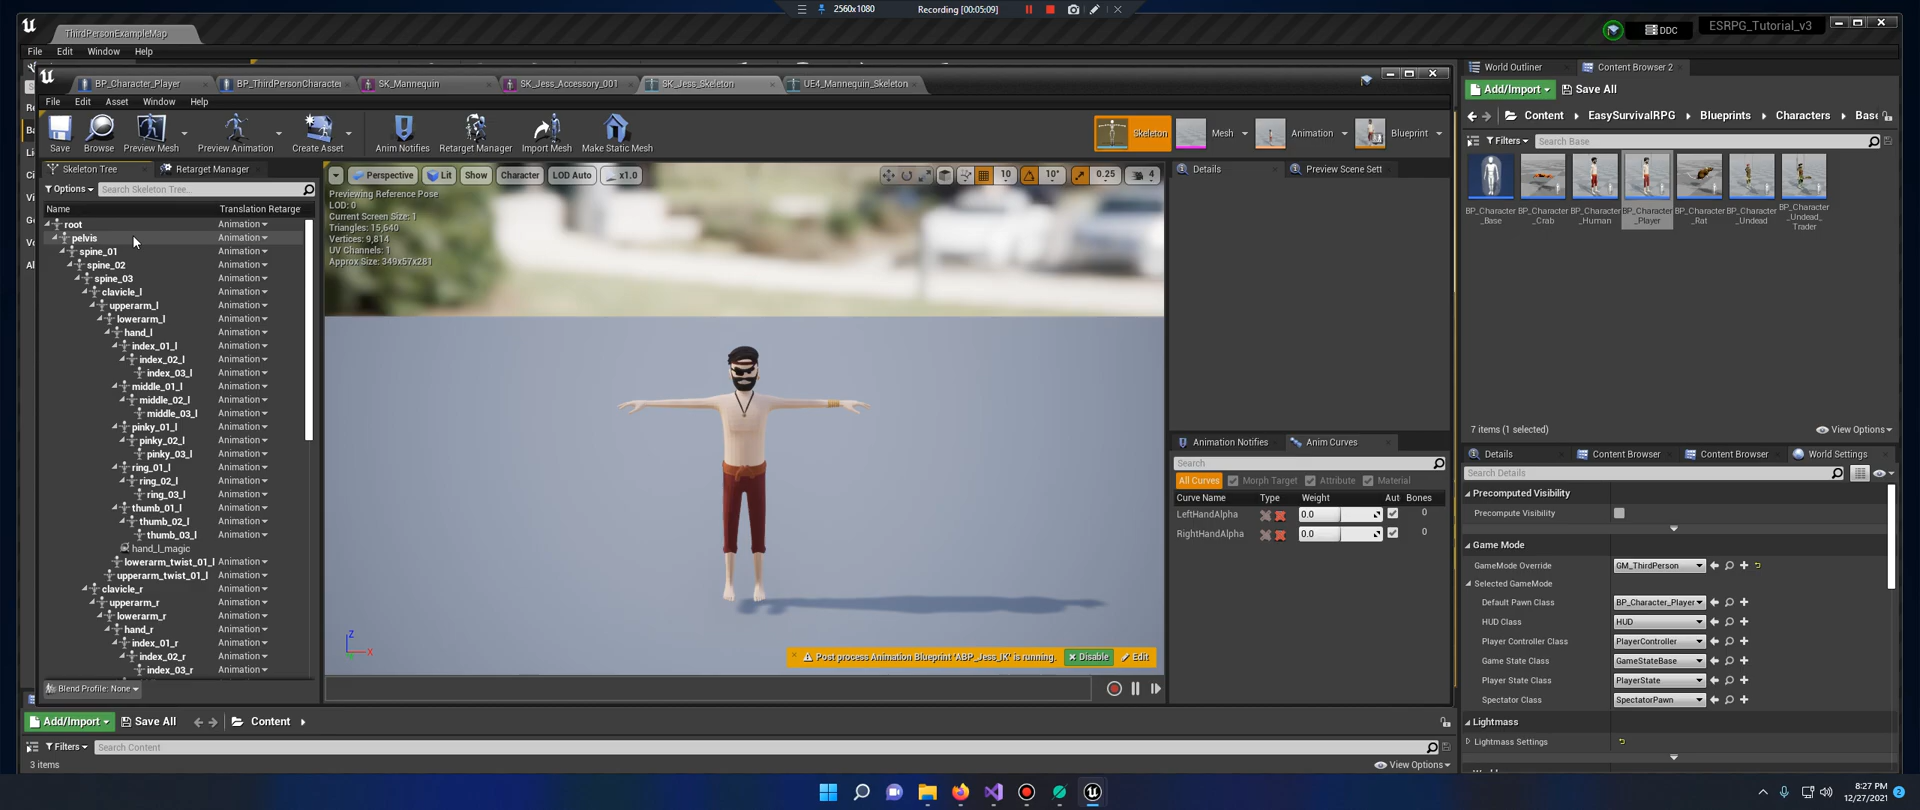 2560x1080 Recording [00:05:09]
ThirdPersonExampleMap
DDC ESRPG_Tutorial_v3
File Edit Window Help
BP_Character_Player BP_ThirdPersonCharacter SK_Mannequin SK_Jess_Accessory_001 SK_Jess_Skeleton UE4_Mannequin_Skeleton
File Edit Asset Window Help
Save Browse Preview Mesh Preview Animation Create Asset Anim Notifies Retarget Manager Import Mesh Make Static Mesh Skeleton Mesh Animation Blueprint
Skeleton Tree Retarget Manager
Options Search Skeleton Tree...
Name Translation Retarge
root Animation
pelvis Animation
spine_01 Animation
spine_02 Animation
spine_03 Animation
clavicle_l Animation
upperarm_l Animation
lowerarm_l Animation
hand_l Animation
index_01_l Animation
index_02_l Animation
index_03_l Animation
middle_01_l Animation
middle_02_l Animation
middle_03_l Animation
pinky_01_l Animation
pinky_02_l Animation
pinky_03_l Animation
ring_01_l Animation
ring_02_l Animation
ring_03_l Animation
thumb_01_l Animation
thumb_02_l Animation
thumb_03_l Animation
hand_l_magic
lowerarm_twist_01_l Animation
upperarm_twist_01_l Animation
clavicle_r Animation
upperarm_r Animation
lowerarm_r Animation
hand_r Animation
index_01_r Animation
index_02_r Animation
index_03_r Animation
Blend Profile: None
Perspective Lit Show Character LOD Auto x1.0 10 10° 0.25 4
Previewing Reference Pose
LOD: 0
Current Screen Size: 1
Triangles: 15,640
Vertices: 9,814
UV Channels: 1
Approx Size: 349x57x281
Z
X
Post process Animation Blueprint 'ABP_Jess_IK' is running. Disable Edit
Details Preview Scene Sett
Animation Notifies Anim Curves
Search
All Curves Morph Target Attribute Material
Curve Name Type Weight Aut Bones
LeftHandAlpha 0.0 0
RightHandAlpha 0.0 0
World Outliner Content Browser 2
Add/Import Save All
Content EasySurvivalRPG Blueprints Characters Base
Filters Search Base
BP_Character_Base
BP_Character_Crab
BP_Character_Human
BP_Character_Player
BP_Character_Rat
BP_Character_Undead
BP_Character_Undead_Trader
7 items (1 selected) View Options
Details Content Browser Content Browser World Settings
Search Details
Precomputed Visibility
Precompute Visibility
Game Mode
GameMode Override GM_ThirdPerson
Selected GameMode
Default Pawn Class BP_Character_Player
HUD Class HUD
Player Controller Class PlayerController
Game State Class GameStateBase
Player State Class PlayerState
Spectator Class SpectatorPawn
Lightmass
Lightmass Settings
Add/Import Save All Content
Filters Search Content
3 items View Options
8:27 PM
12/27/2021
2